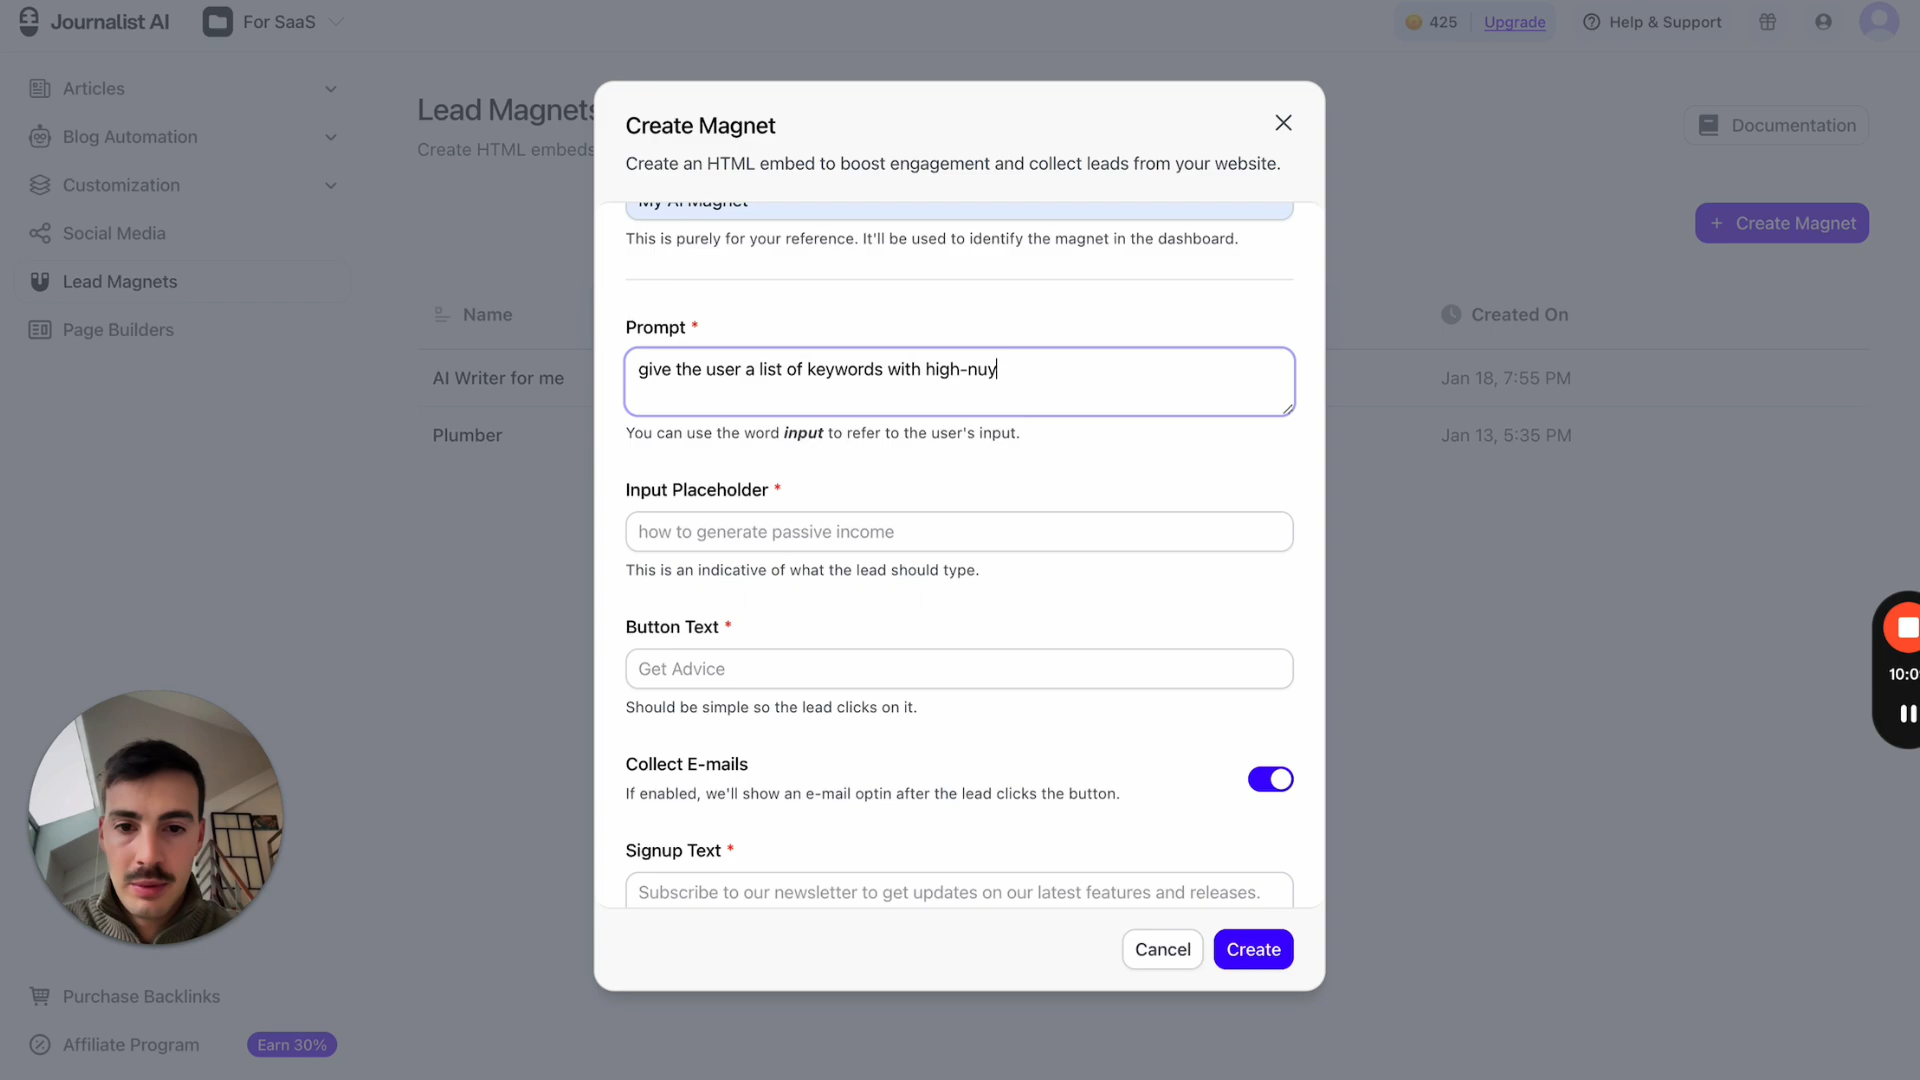 Journalist AI
For SaaS
425
Upgrade
Help & Support
Articles
Blog Automation
Customization
Social Media
Lead Magnets
Page Builders
Purchase Backlinks
Affiliate Program
Earn 30%
Lead Magnets
Create HTML embeds
Documentation
+ Create Magnet
Name
Created On
AI Writer for me
Jan 18, 7:55 PM
Plumber
Jan 13, 5:35 PM
Create Magnet
Create an HTML embed to boost engagement and collect leads from your website.
My AI Magnet
This is purely for your reference. It'll be used to identify the magnet in the dashboard.
Prompt *
give the user a list of keywords with high-nuy
You can use the word input to refer to the user's input.
Input Placeholder *
how to generate passive income
This is an indicative of what the lead should type.
Button Text *
Get Advice
Should be simple so the lead clicks on it.
Collect E-mails
If enabled, we'll show an e-mail optin after the lead clicks the button.
Signup Text *
Subscribe to our newsletter to get updates on our latest features and releases.
Cancel
Create